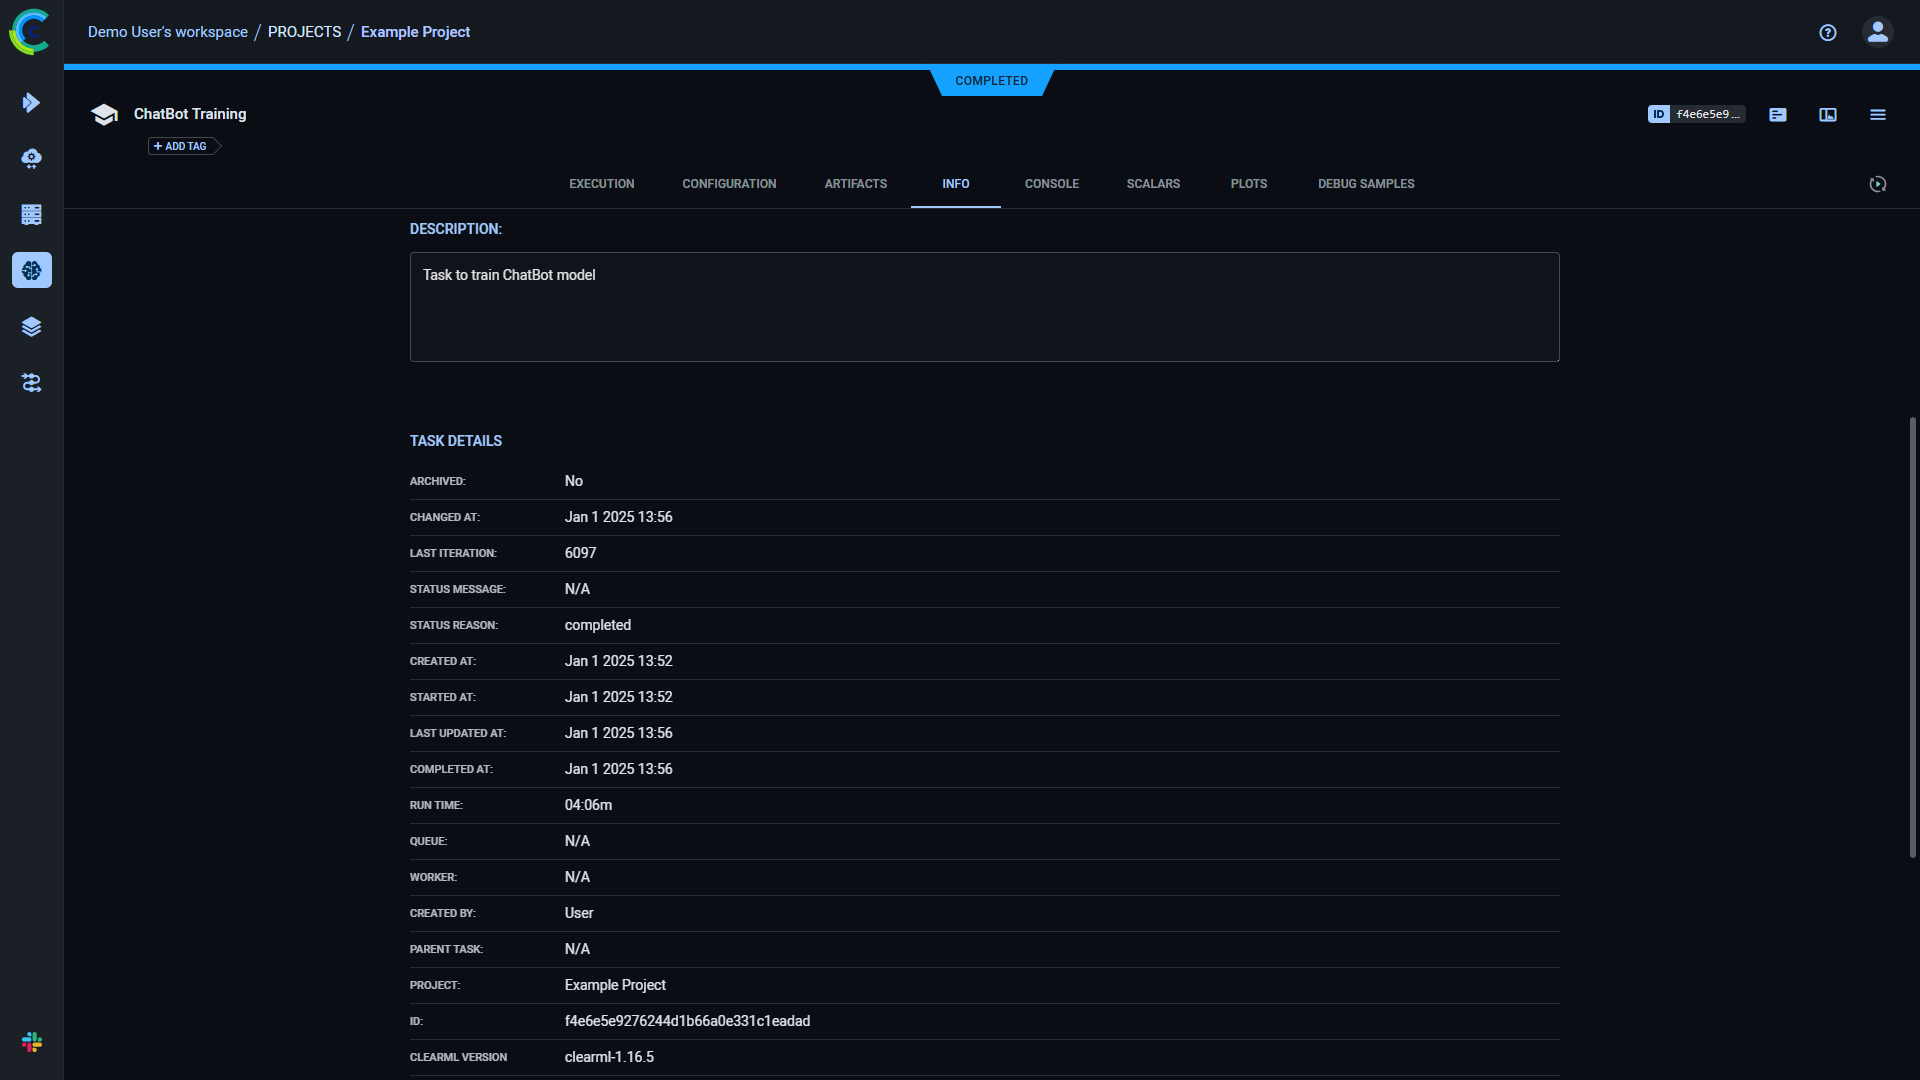 Demo User's workspace / PROJECTS / Example Project
COMPLETED
ChatBot Training
ID f4e6e5e9...
+ ADD TAG
EXECUTION CONFIGURATION ARTIFACTS INFO CONSOLE SCALARS PLOTS DEBUG SAMPLES
DESCRIPTION:
Task to train ChatBot model
TASK DETAILS
ARCHIVED: No
CHANGED AT: Jan 1 2025 13:56
LAST ITERATION: 6097
STATUS MESSAGE: N/A
STATUS REASON: completed
CREATED AT: Jan 1 2025 13:52
STARTED AT: Jan 1 2025 13:52
LAST UPDATED AT: Jan 1 2025 13:56
COMPLETED AT: Jan 1 2025 13:56
RUN TIME: 04:06m
QUEUE: N/A
WORKER: N/A
CREATED BY: User
PARENT TASK: N/A
PROJECT: Example Project
ID: f4e6e5e9276244d1b66a0e331c1eadad
CLEARML VERSION clearml-1.16.5